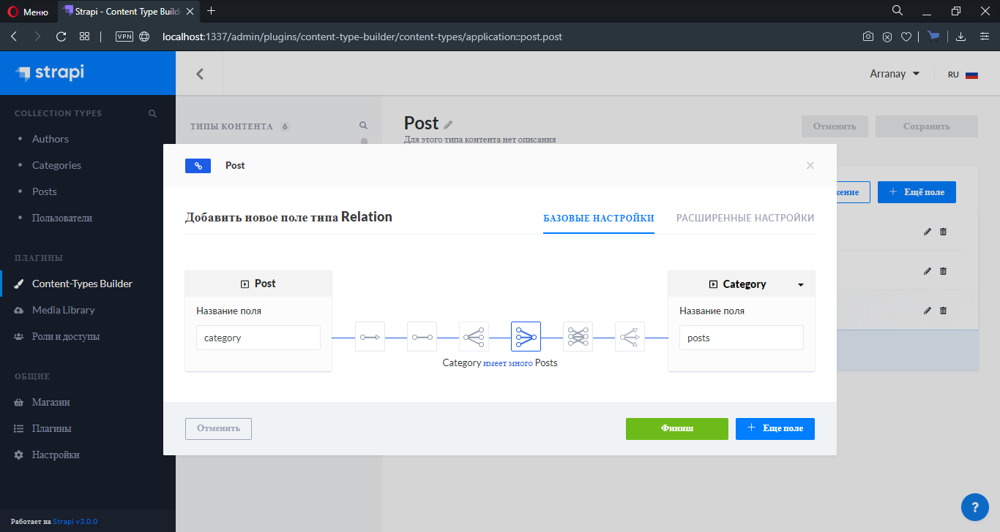 Меню
Strapi - Content Type Build
VPN
localhost:1337/admin/plugins/content-type-builder/content-types/application::post.post
strapi
Arranay
RU
COLLECTION TYPES
Authors
Categories
Posts
Пользователи
ПЛАГИНЫ
Content-Types Builder
Media Library
Роли и доступы
ОБЩИЕ
Магазин
Плагины
Настройки
Работает на Strapi v3.0.0
ТИПЫ КОНТЕНТА 6
Post
Для этого типа контента нет описания
Отменить
Сохранить
жение
Ещё поле
Post
Добавить новое поле типа Relation
БАЗОВЫЕ НАСТРОЙКИ
РАСШИРЕННЫЕ НАСТРОЙКИ
Post
Название поля
category
Category имеет много Posts
Category
Название поля
posts
Отменить
Финиш
Еще поле
?